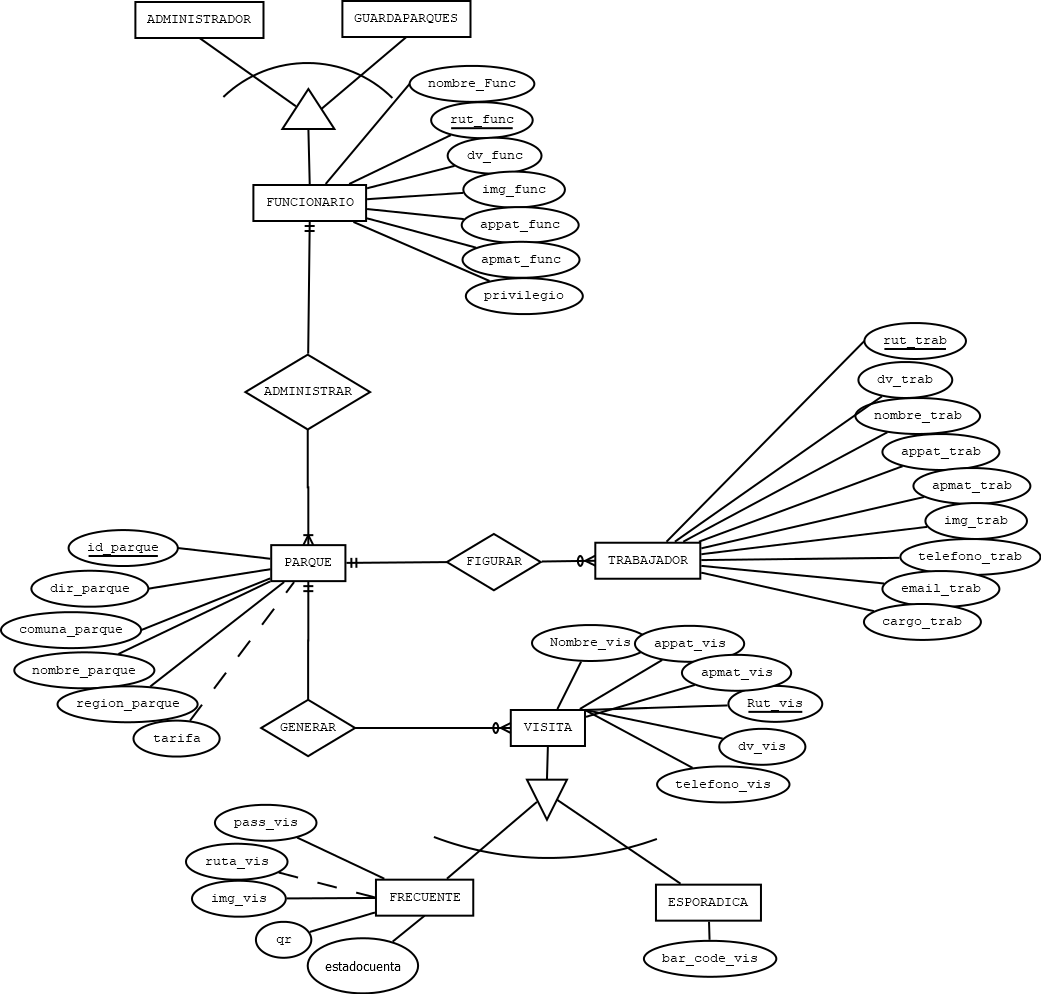 ADMINISTRADOR
GUARDAPARQUES
nombre_Func
rut_func
dv_func
img_func
FUNCIONARIO
appat_func
apmat_func
privilegio
rut_trab
dv_trab
ADMINISTRAR
nombre_trab
appat_trab
apmat_trab
img_trab
id_parque
PARQUE
FIGURAR
TRABAJADOR
telefono_trab
dir_parque
email_trab
cargo_trab
comuna_parque
Nombre_vis
appat_vis
nombre_parque
apmat_vis
region_parque
Rut_vis
GENERAR
VISITA
tarifa
dv_vis
telefono_vis
pass_vis
ruta_vis
img_vis
FRECUENTE
ESPORADICA
qr
estadocuenta
bar_code_vis